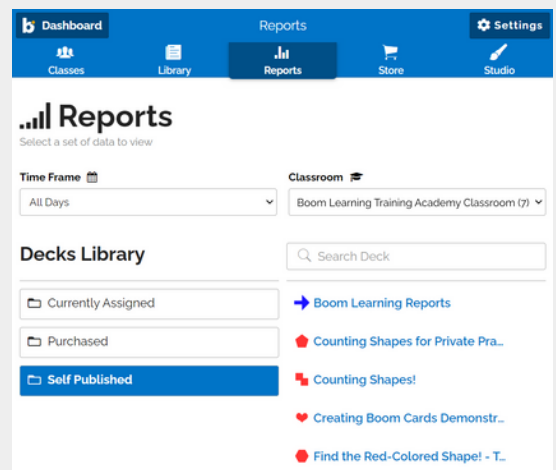 Dashboard
Reports
Settings
Classes
Library
Reports
Store
Studio
Reports
Select a set of data to view
Time Frame
Classroom
All Days
Boom Learning Training Academy Classroom (7)
Decks Library
Search Deck
Currently Assigned
Purchased
Self Published
Boom Learning Reports
Counting Shapes for Private Pra...
Counting Shapes!
Creating Boom Cards Demonstr...
Find the Red-Colored Shape! - T...